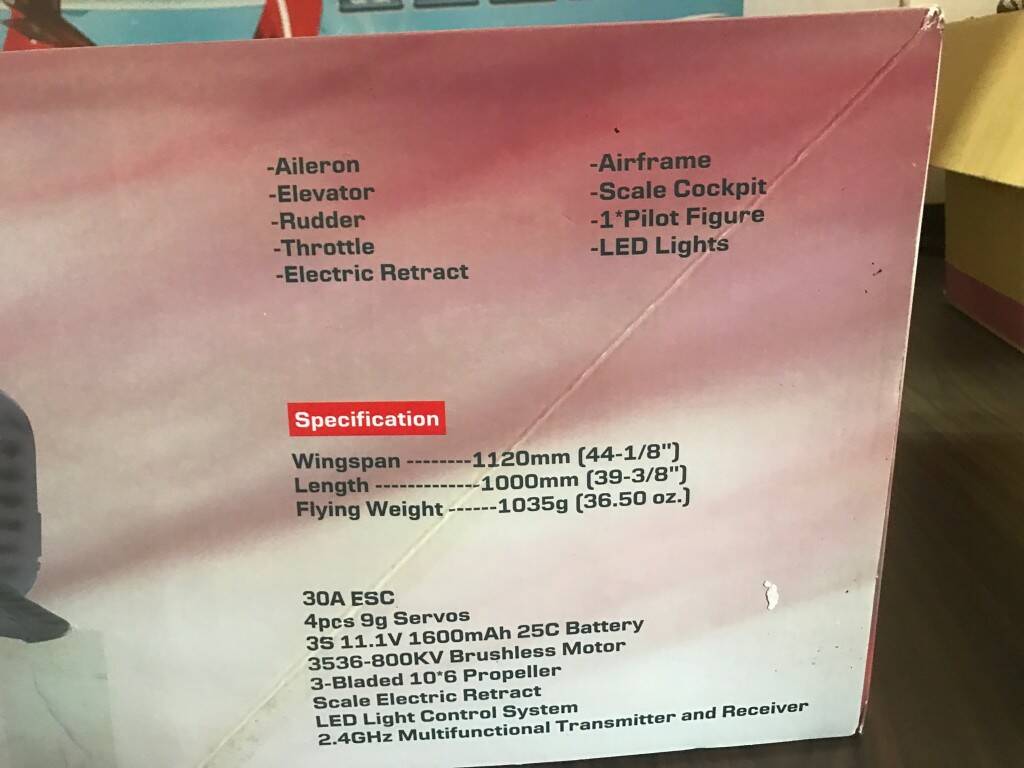 -Aileron
-Elevator
-Rudder
-Throttle
-Electric Retract
-Airframe
-Scale Cockpit
-1*Pilot Figure
-LED Lights
Specification
Wingspan --------1120mm (44-1/8")
Length -------------1000mm (39-3/8")
Flying Weight ------1035g (36.50 oz.)
30A ESC
4pcs 9g Servos
3S 11.1V 1600mAh 25C Battery
3536-800KV Brushless Motor
3-Bladed 10*6 Propeller
Scale Electric Retract
LED Light Control System
2.4GHz Multifunctional Transmitter and Receiver